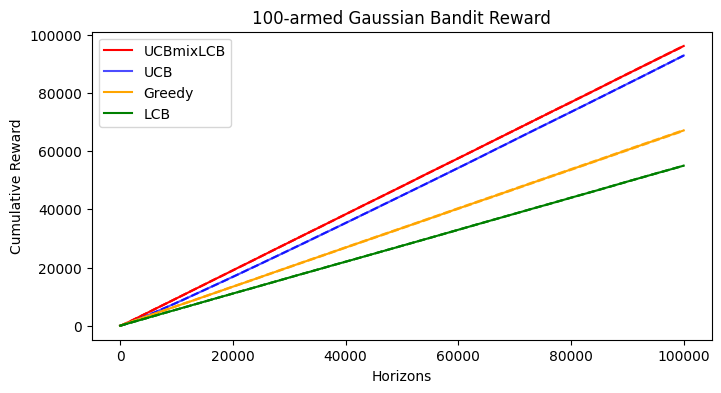 100-armed Gaussian Bandit Reward
UCBmixLCB
UCB
Greedy
LCB
100000
80000
60000
40000
20000
0
Cumulative Reward
0
20000
40000
60000
80000
100000
Horizons